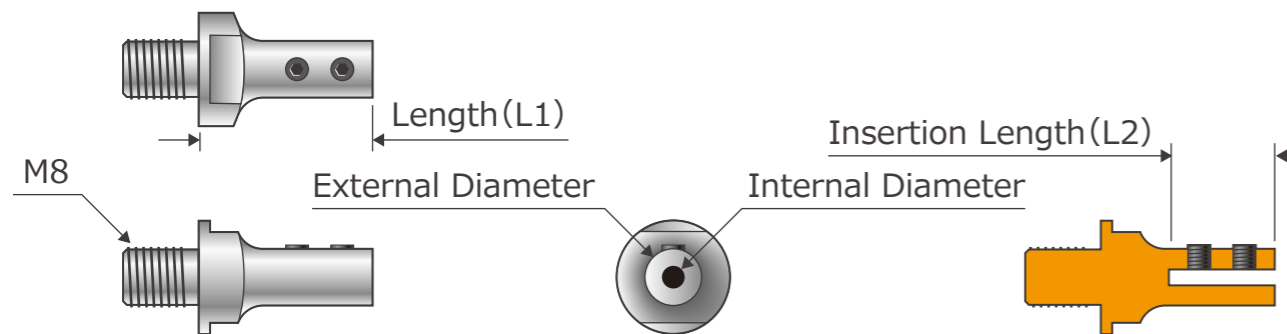 Length(L1)
Insertion Length(L2)
M8
External Diameter
Internal Diameter